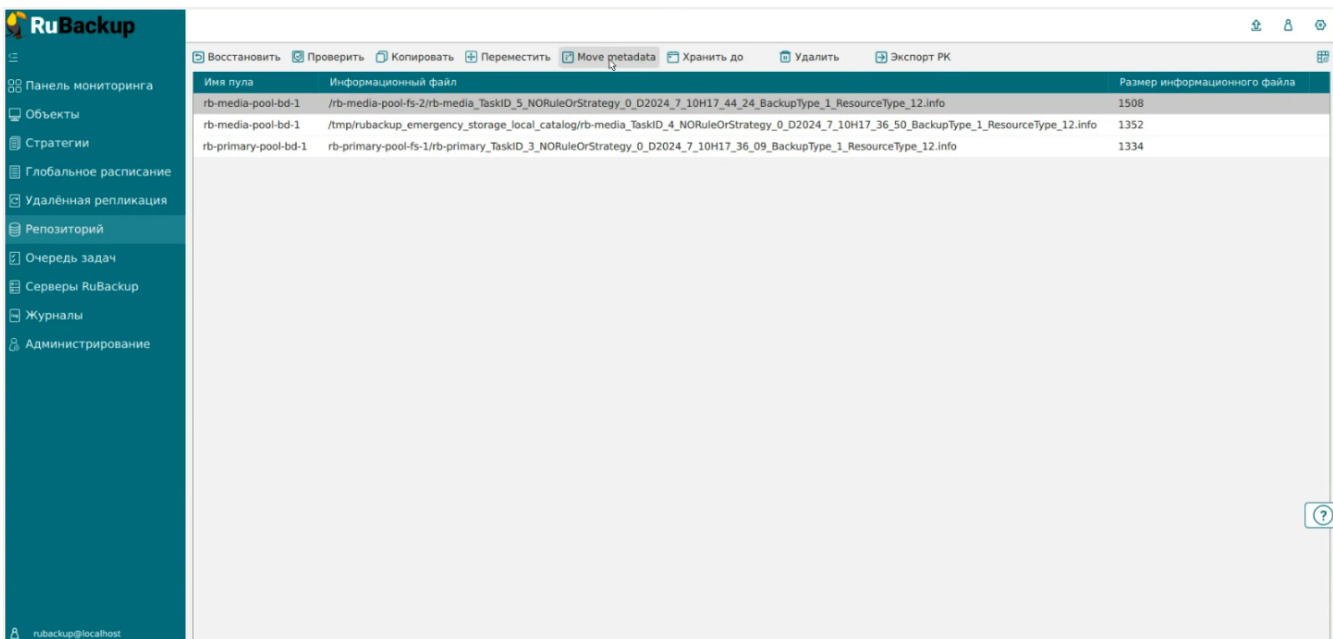 RuBackup
Восстановить Проверить Копировать Переместить Move metadata Хранить до Удалить Экспорт РК
Панель мониторинга
Объекты
Стратегии
Глобальное расписание
Удалённая репликация
Репозиторий
Очередь задач
Серверы RuBackup
Журналы
Администрирование
rubackup@localhost
Имя пула Информационный файл Размер информационного файла
rb-media-pool-bd-1 /rb-media-pool-fs-2/rb-media_TaskID_5_NORuleOrStrategy_0_D2024_7_10H17_44_24_BackupType_1_ResourceType_12.info 1508
rb-media-pool-bd-1 /tmp/rubackup_emergency_storage_local_catalog/rb-media_TaskID_4_NORuleOrStrategy_0_D2024_7_10H17_36_50_BackupType_1_ResourceType_12.info 1352
rb-primary-pool-bd-1 rb-primary-pool-fs-1/rb-primary_TaskID_3_NORuleOrStrategy_0_D2024_7_10H17_36_09_BackupType_1_ResourceType_12.info 1334
?